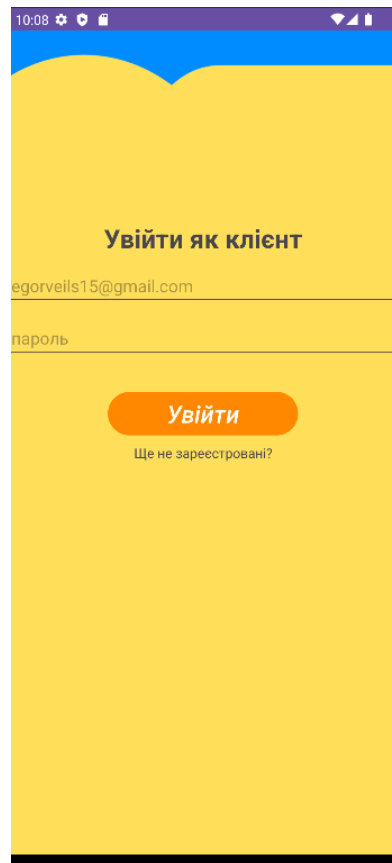 10:08
Увійти як клієнт
egorveils15@gmail.com
пароль
Увійти
Ще не зареєстровані?